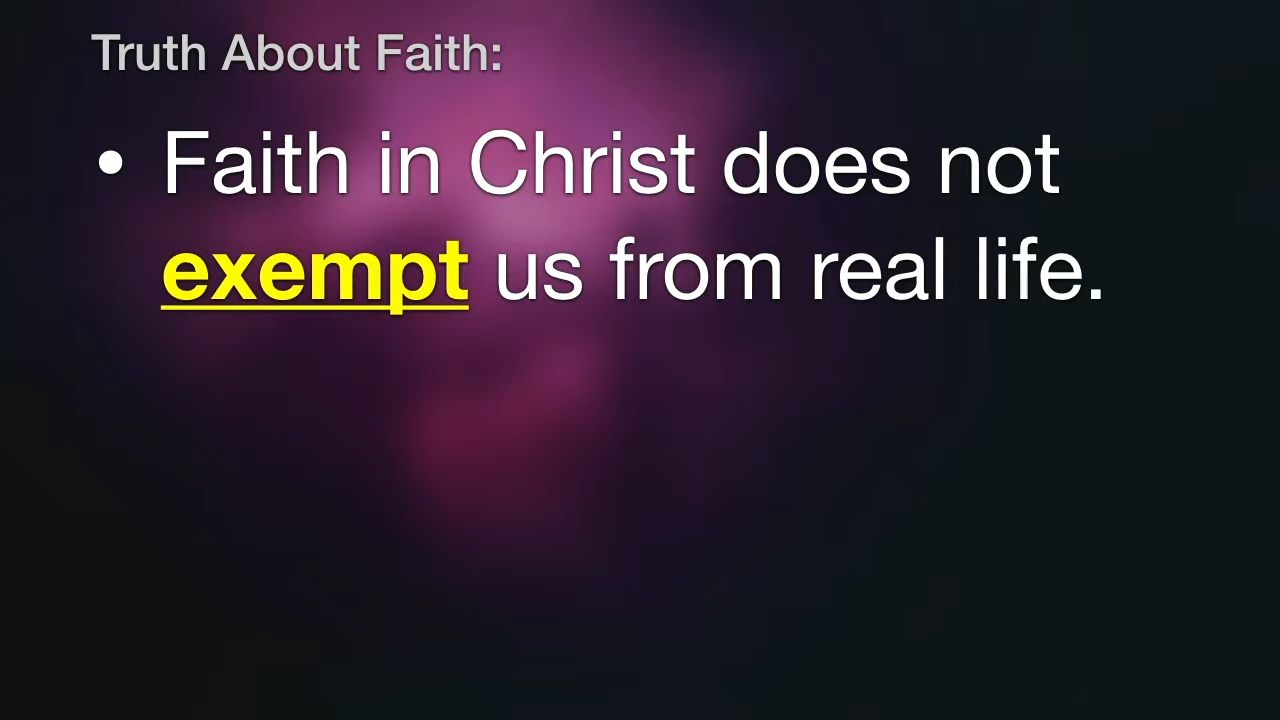 Truth About Faith:
• Faith in Christ does not
exempt us from real life.